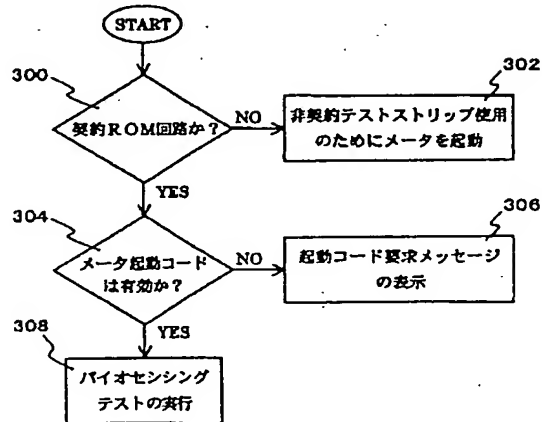 START
300
契約ROM回路か？
NO
302
非契約テストストリップ使用
のためにメータを起動
YES
304
メータ起動コード
は有効か？
NO
306
起動コード要求メッセージ
の表示
YES
308
バイオセンシング
テストの実行